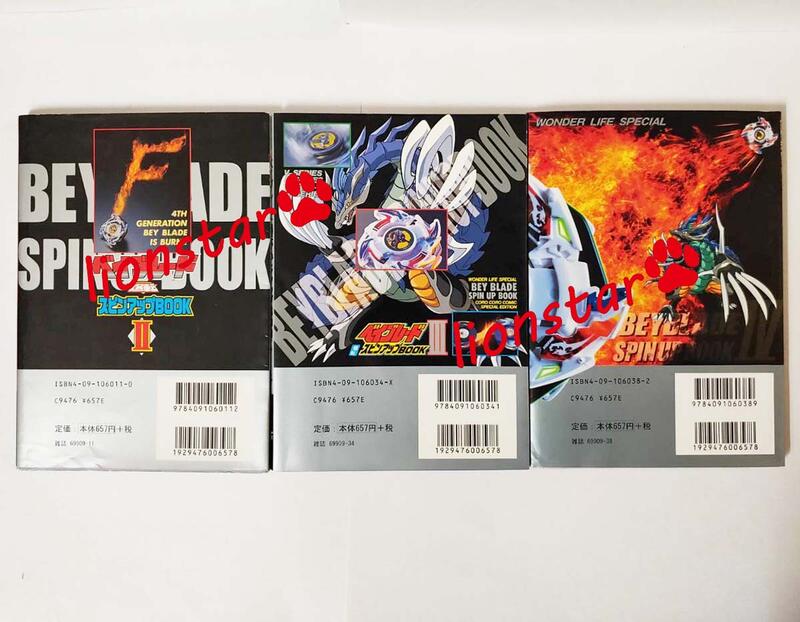 BEY BLADE
SPIN UP BOOK
4TH
GENERATION
BEY BLADE
IS BURN
スピンアップBOOK
II
ISBN4-09-106011-0
C9476 ¥657E
定価：本体657円+税
雑誌 69909-11
9784091060112
1929476006578
lionstar
V-SERIES
BEYBLADE
BOOK
WONDER LIFE SPECIAL
BEY BLADE
SPIN UP BOOK
CORO CORO COMIC
SPECIAL EDITION
ベイブレード
スピンアップBOOK
III
ISBN4-09-106034-X
C9476 ¥657E
定価：本体657円+税
雑誌 69909-34
9784091060341
1929476006578
WONDER LIFE SPECIAL
lionstar
BEYBLADE
SPIN UP BOOK IV
ISBN4-09-106038-2
C9476 ¥657E
定価：本体657円+税
雑誌 69909-38
9784091060389
1929476006578